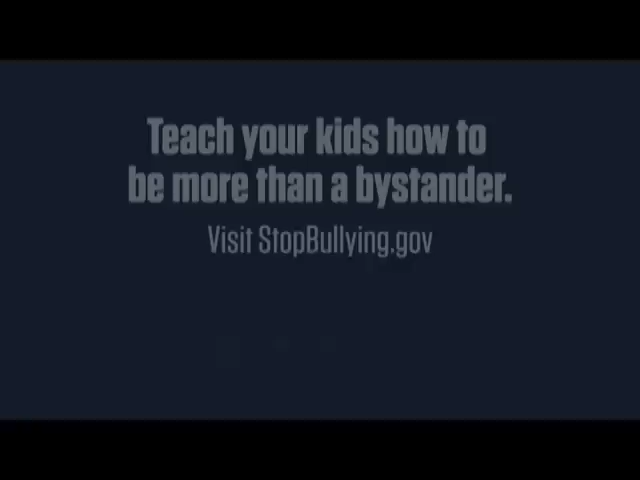 Teach your kids how to
be more than a bystander.
Visit StopBullying.gov